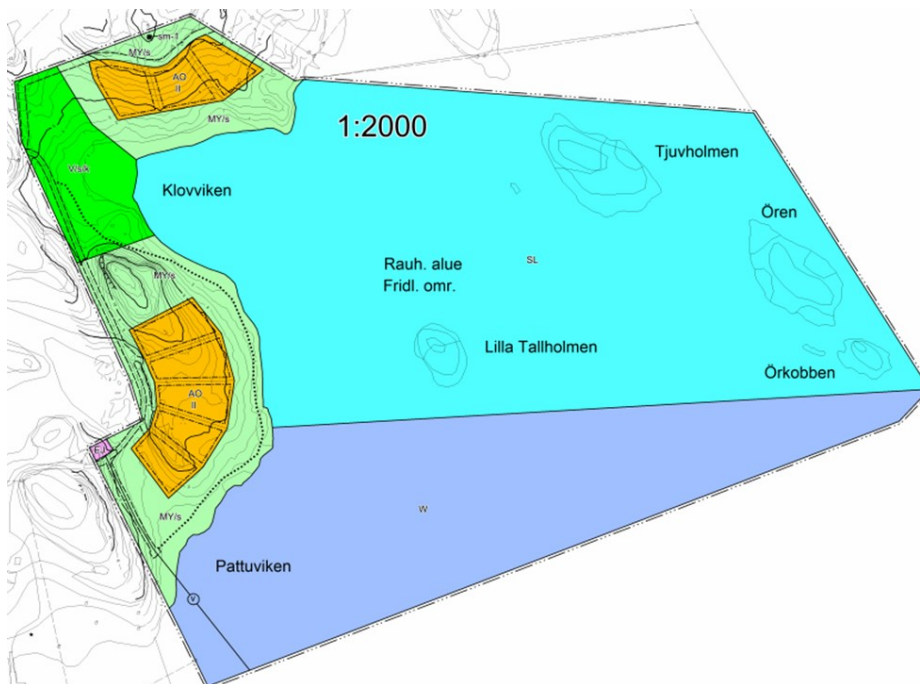 sm-1
MY/s
AO
II
MY/s
1:2000
Tjuvholmen
Klovviken
Ören
Rauh. alue
Fridl. omr.
SL
MY/s
Lilla Tallholmen
Örkobben
AO
II
W
MY/s
Pattuviken
v